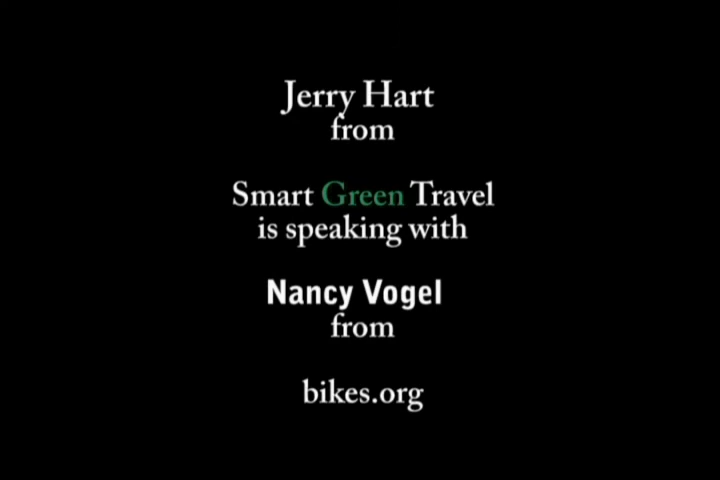 Jerry Hart
from
Smart Green Travel
is speaking with
Nancy Vogel
from
bikes.org